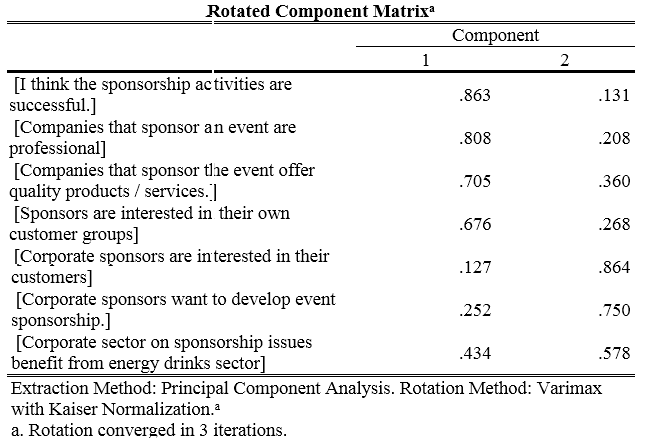 Rotated Component Matrixᵃ
Component
1 2
[I think the sponsorship activities are
successful.] .863 .131
[Companies that sponsor an event are
professional] .808 .208
[Companies that sponsor the event offer
quality products / services.] .705 .360
[Sponsors are interested in their own
customer groups] .676 .268
[Corporate sponsors are interested in their
customers] .127 .864
[Corporate sponsors want to develop event
sponsorship.] .252 .750
[Corporate sector on sponsorship issues
benefit from energy drinks sector] .434 .578
Extraction Method: Principal Component Analysis. Rotation Method: Varimax
with Kaiser Normalization.ᵃ
a. Rotation converged in 3 iterations.